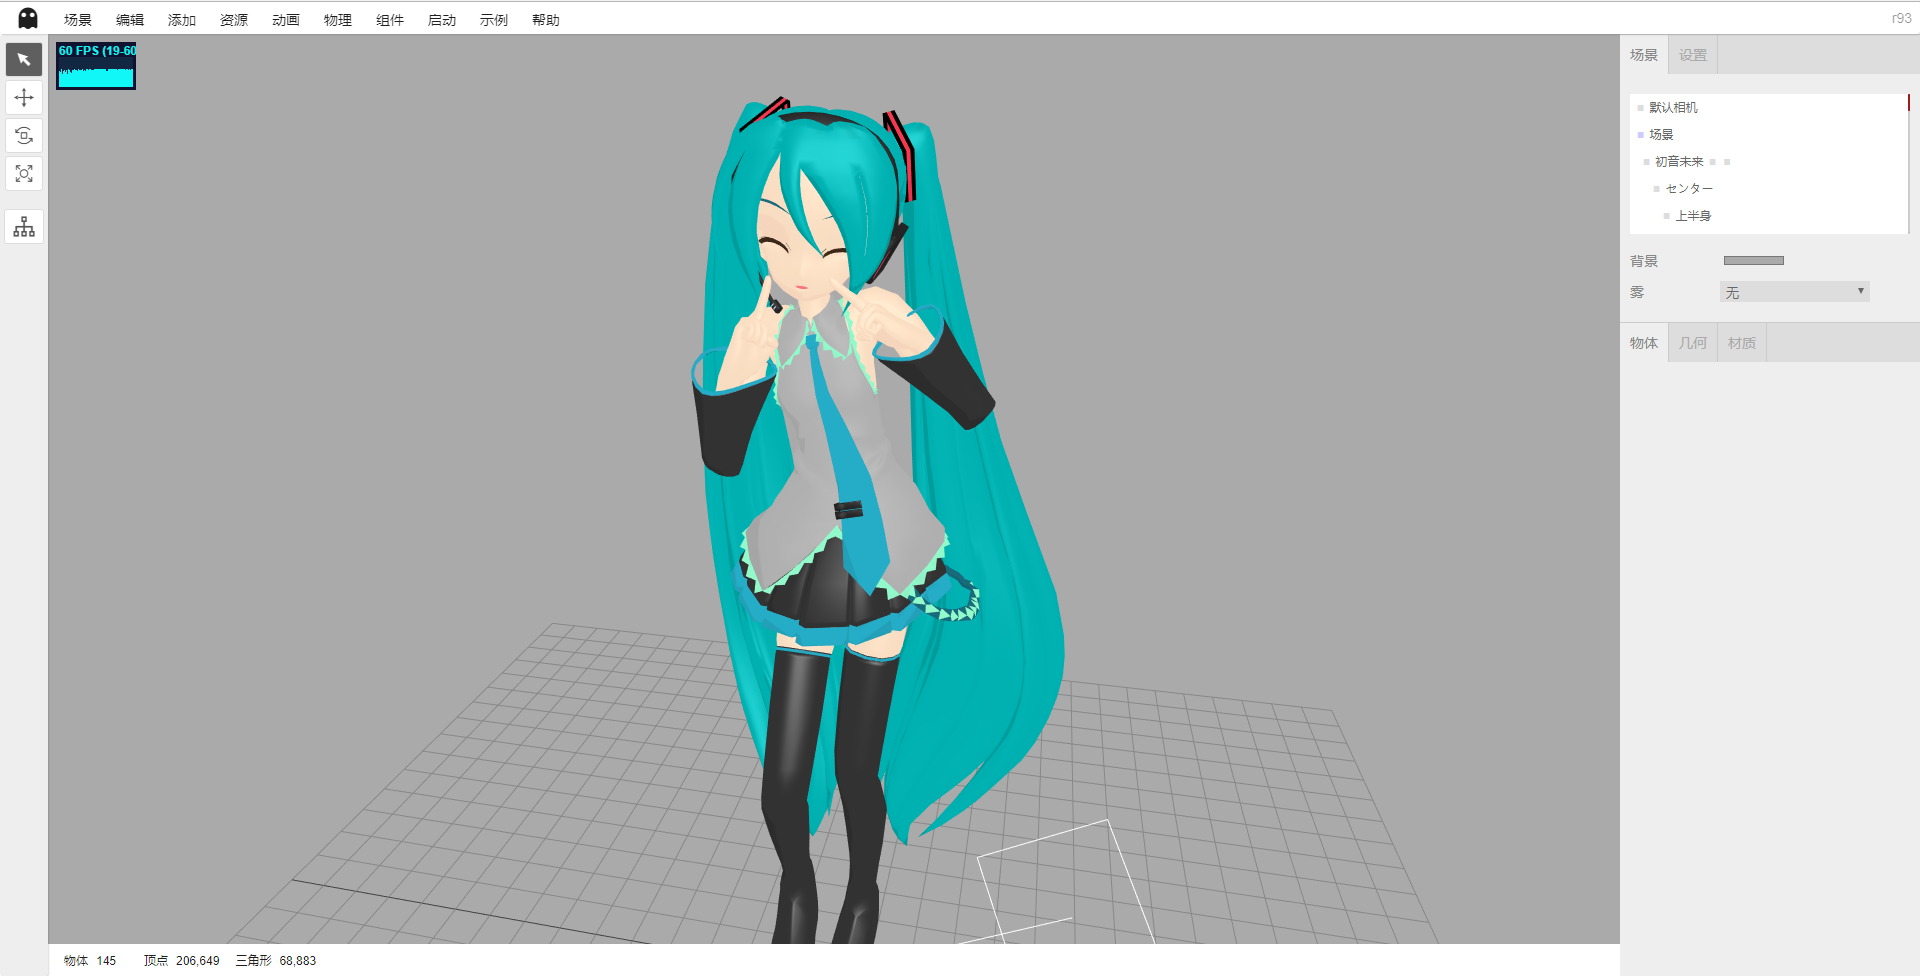 场景 编辑 添加 资源 动画 物理 组件 启动 示例 帮助 r93
60 FPS (19-60
场景 设置
默认相机
场景
初音未来
センター
上半身
背景
雾 无
物体 几何 材质
物体 145 顶点 206,649 三角形 68,883